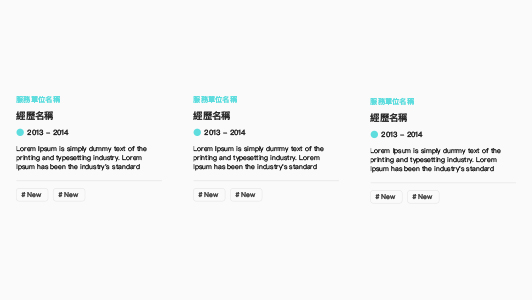 服務單位名稱
經歷名稱
2013 – 2014
Lorem Ipsum is simply dummy text of the
printing and typesetting industry. Lorem
Ipsum has been the industry's standard
# New # New
服務單位名稱
經歷名稱
2013 – 2014
Lorem Ipsum is simply dummy text of the
printing and typesetting industry. Lorem
Ipsum has been the industry's standard
# New # New
服務單位名稱
經歷名稱
2013 – 2014
Lorem Ipsum is simply dummy text of the
printing and typesetting industry. Lorem
Ipsum has been the industry's standard
# New # New